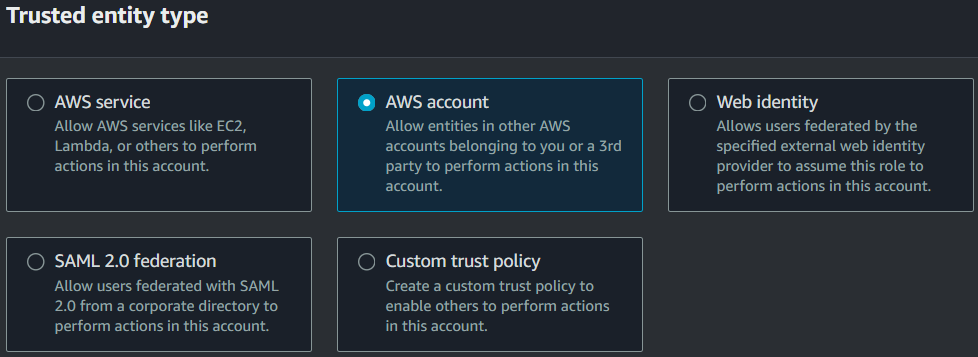 Trusted entity type
AWS service
Allow AWS services like EC2,
Lambda, or others to perform
actions in this account.
AWS account
Allow entities in other AWS
accounts belonging to you or a 3rd
party to perform actions in this
account.
Web identity
Allows users federated by the
specified external web identity
provider to assume this role to
perform actions in this account.
SAML 2.0 federation
Allow users federated with SAML
2.0 from a corporate directory to
perform actions in this account.
Custom trust policy
Create a custom trust policy to
enable others to perform actions
in this account.